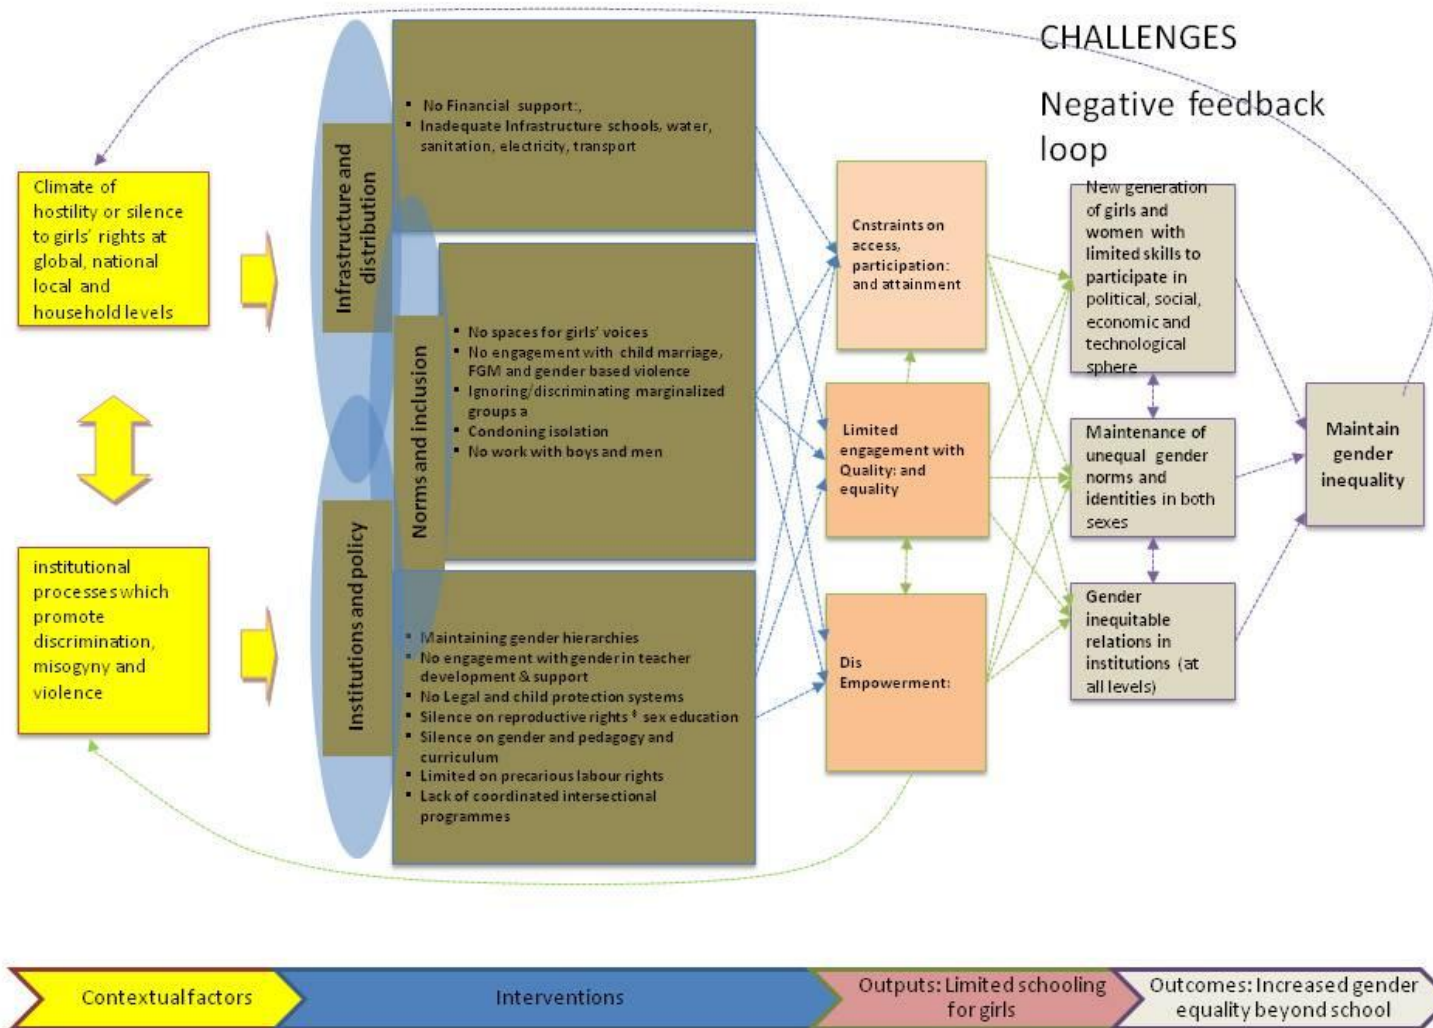 CHALLENGES
Negative feedback
loop
Climate of
hostility or silence
to girls' rights at
global, national
local and
household levels
institutional
processes which
promote
discrimination,
misogyny and
violence
Infrastructure and
distribution
Norms and inclusion
Institutions and policy
▪ No Financial support:,
▪ Inadequate Infrastructure schools, water,
sanitation, electricity, transport
▪ No spaces for girls' voices
▪ No engagement with child marriage,
FGM and gender based violence
▪ Ignoring/discriminating marginalized
groups a
▪ Condoning isolation
▪ No work with boys and men
▪ Maintaining gender hierarchies
▪ No engagement with gender in teacher
development & support
▪ No Legal and child protection systems
▪ Silence on reproductive rights * sex education
▪ Silence on gender and pedagogy and
curriculum
▪ Limited on precarious labour rights
▪ Lack of coordinated intersectional
programmes
Cnstraints on
access,
participation:
and attainment
Limited
engagement with
Quality: and
equality
Dis
Empowerment:
New generation
of girls and
women with
limited skills to
participate in
political, social,
economic and
technological
sphere
Maintenance of
unequal gender
norms and
identities in both
sexes
Gender
inequitable
relations in
institutions (at
all levels)
Maintain
gender
inequality
Contextual factors
Interventions
Outputs: Limited schooling
for girls
Outcomes: Increased gender
equality beyond school